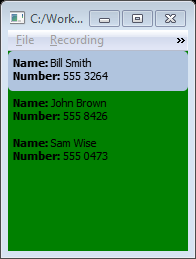 C:/Work...
File Recording »
Name: Bill Smith
Number: 555 3264
Name: John Brown
Number: 555 8426
Name: Sam Wise
Number: 555 0473